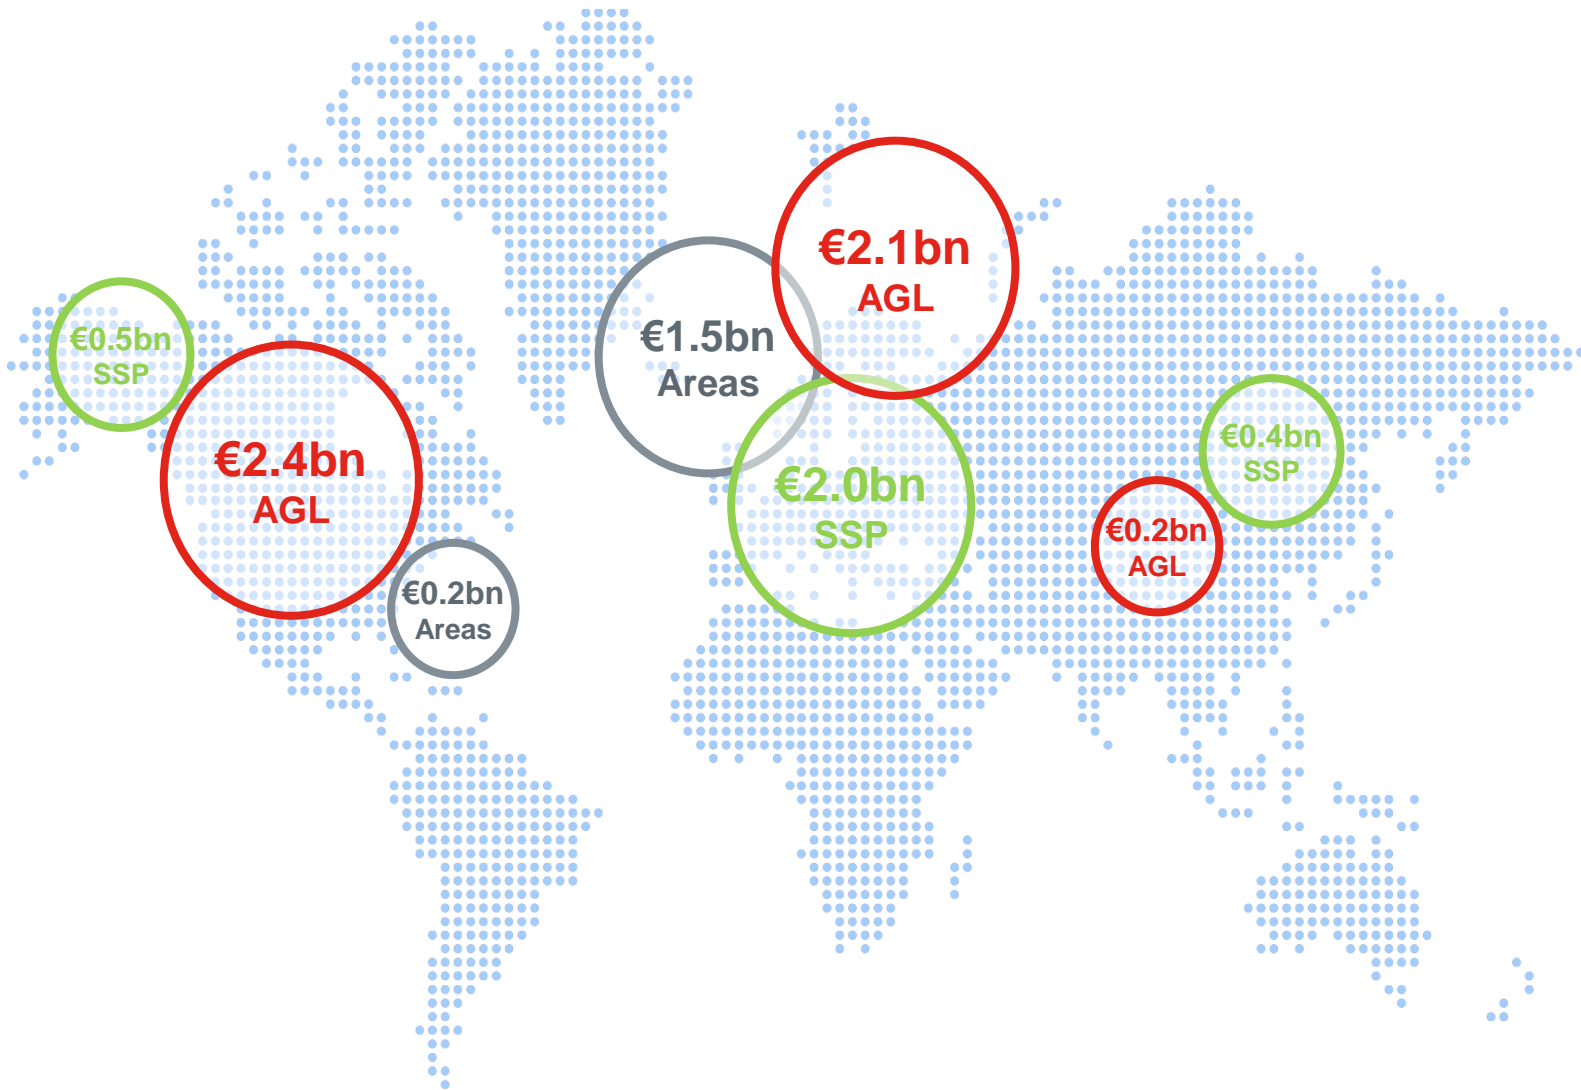 €2.1bn
AGL
€0.5bn
SSP
€1.5bn
Areas
€2.4bn
AGL
€2.0bn
SSP
€0.4bn
SSP
€0.2bn
AGL
€0.2bn
Areas